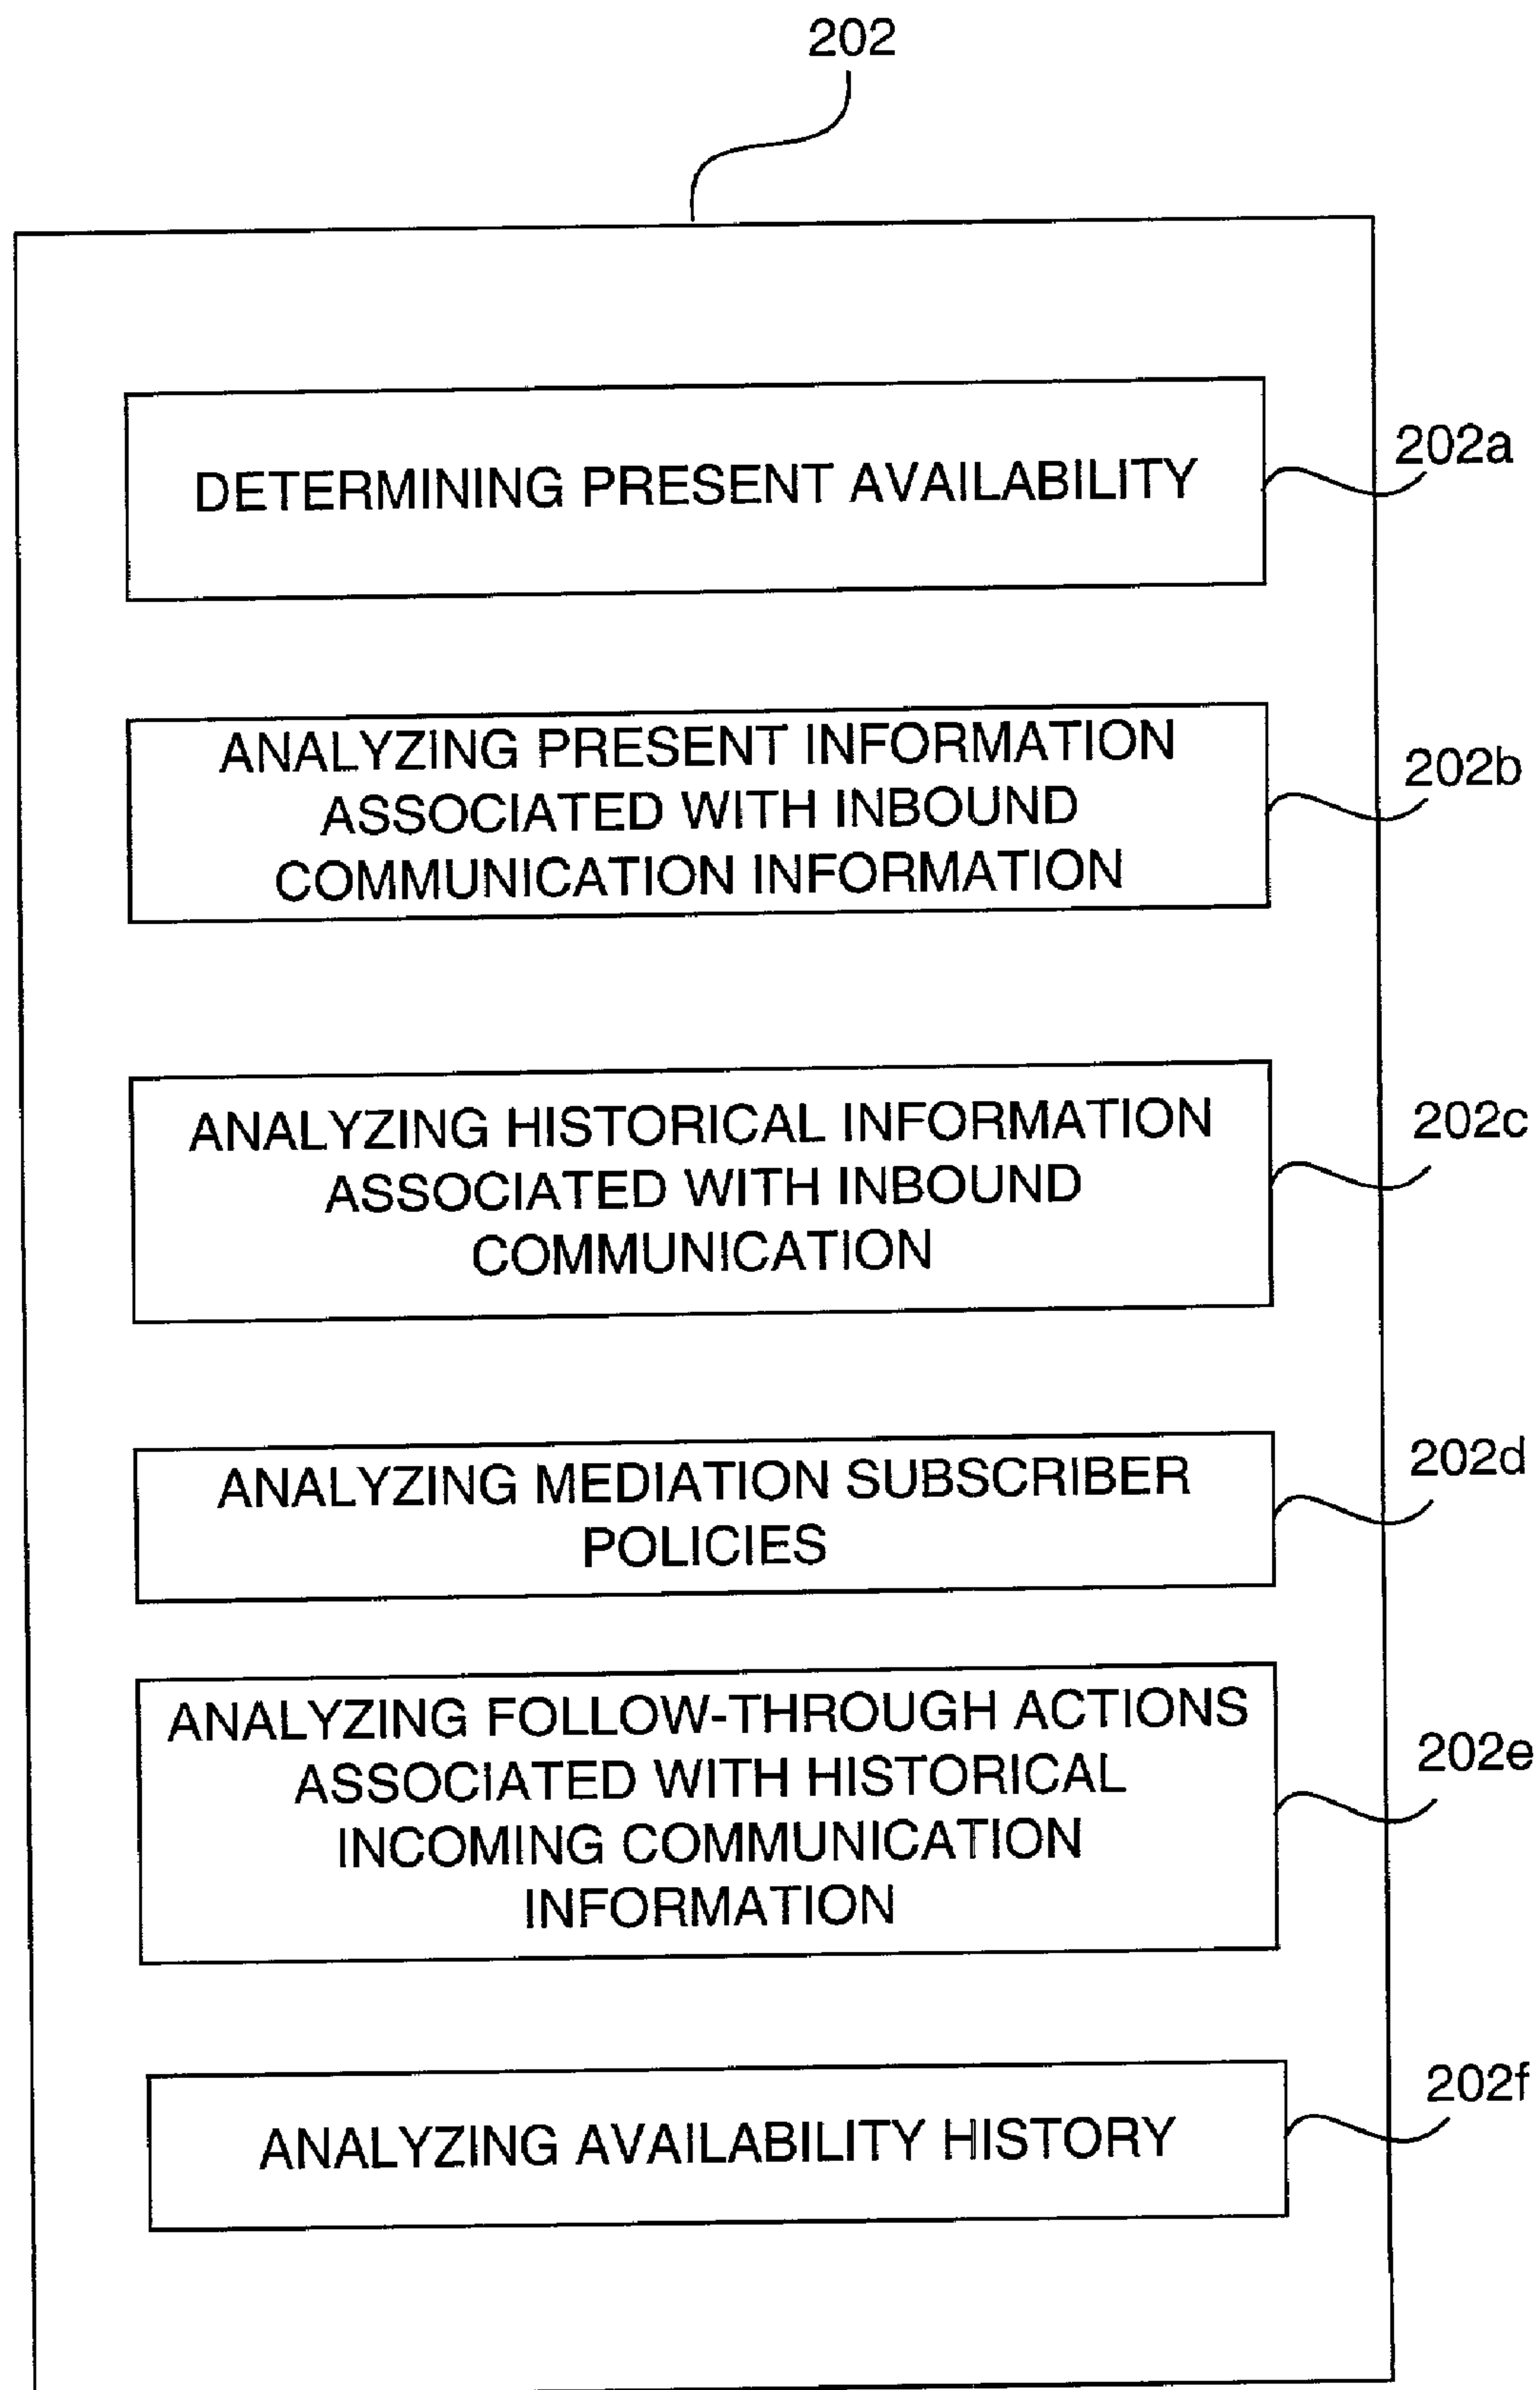 202
DETERMINING PRESENT AVAILABILITY
202a
ANALYZING PRESENT INFORMATION
ASSOCIATED WITH INBOUND
COMMUNICATION INFORMATION
202b
ANALYZING HISTORICAL INFORMATION
ASSOCIATED WITH INBOUND
COMMUNICATION
202c
ANALYZING MEDIATION SUBSCRIBER
POLICIES
202d
ANALYZING FOLLOW-THROUGH ACTIONS
ASSOCIATED WITH HISTORICAL
INCOMING COMMUNICATION
INFORMATION
202e
ANALYZING AVAILABILITY HISTORY
202f